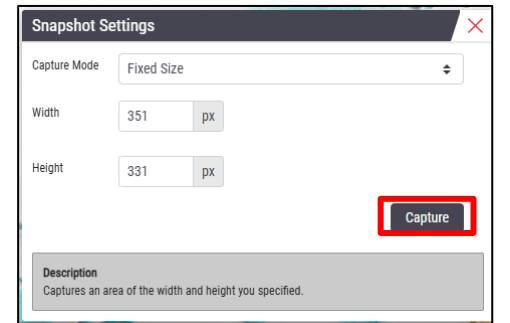 Snapshot Settings
Capture Mode
Fixed Size
Width
351
px
Height
331
px
Capture
Description
Captures an area of the width and height you specified.